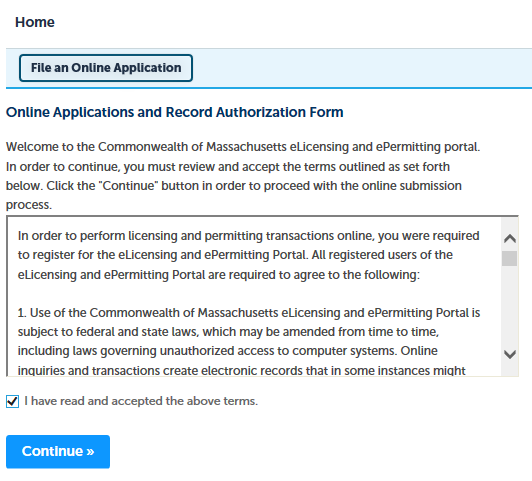 Home
File an Online Application
Online Applications and Record Authorization Form
Welcome to the Commonwealth of Massachusetts eLicensing and ePermitting portal.
In order to continue, you must review and accept the terms outlined as set forth
below. Click the "Continue" button in order to proceed with the online submission
process.
In order to perform licensing and permitting transactions online, you were required
to register for the eLicensing and ePermitting Portal. All registered users of the
eLicensing and ePermitting Portal are required to agree to the following:
1. Use of the Commonwealth of Massachusetts eLicensing and ePermitting Portal is
subject to federal and state laws, which may be amended from time to time,
including laws governing unauthorized access to computer systems. Online
inquiries and transactions create electronic records that in some instances might
I have read and accepted the above terms.
Continue »